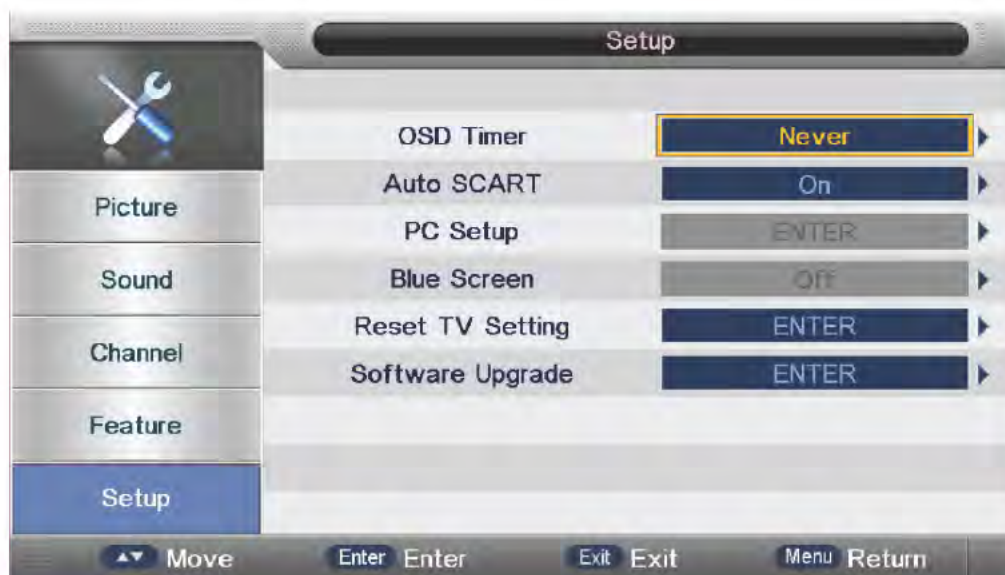 Setup
OSD Timer Never
Auto SCART On
PC Setup ENTER
Blue Screen Off
Reset TV Setting ENTER
Software Upgrade ENTER
Picture
Sound
Channel
Feature
Setup
Move Enter Enter Exit Exit Menu Return